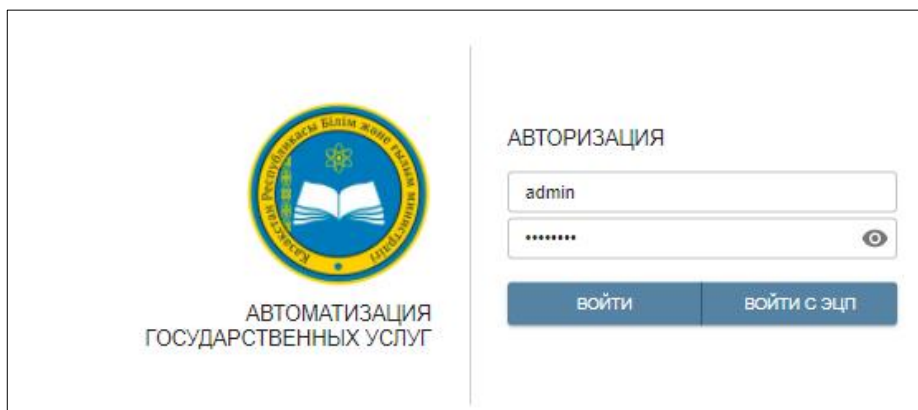 Қазақстан Республикасы Білім және ғылым министрлігі
АВТОМАТИЗАЦИЯ
ГОСУДАРСТВЕННЫХ УСЛУГ
АВТОРИЗАЦИЯ
admin
••••••••
ВОЙТИ
ВОЙТИ С ЭЦП